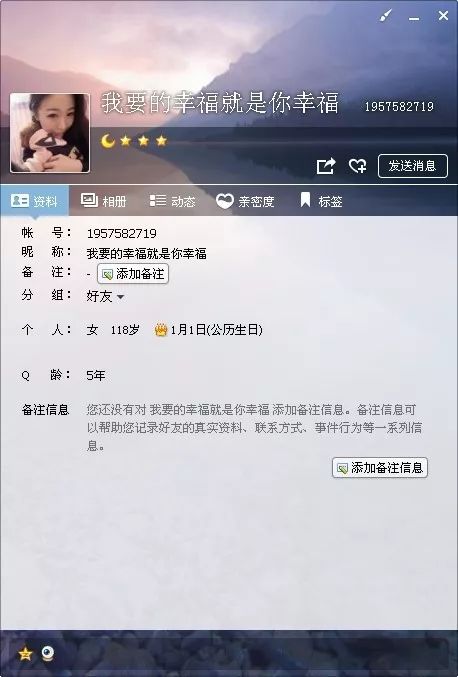 我要的幸福就是你幸福 1957582719
发送消息
资料 相册 动态 亲密度 标签
帐 号： 1957582719
昵 称： 我要的幸福就是你幸福
备 注： - 添加备注
分 组： 好友
个 人： 女 118岁 1月1日(公历生日)
Q 龄： 5年
备注信息 您还没有对 我要的幸福就是你幸福 添加备注信息。备注信息可
以帮助您记录好友的真实资料、联系方式、事件行为等一系列信
息。
添加备注信息